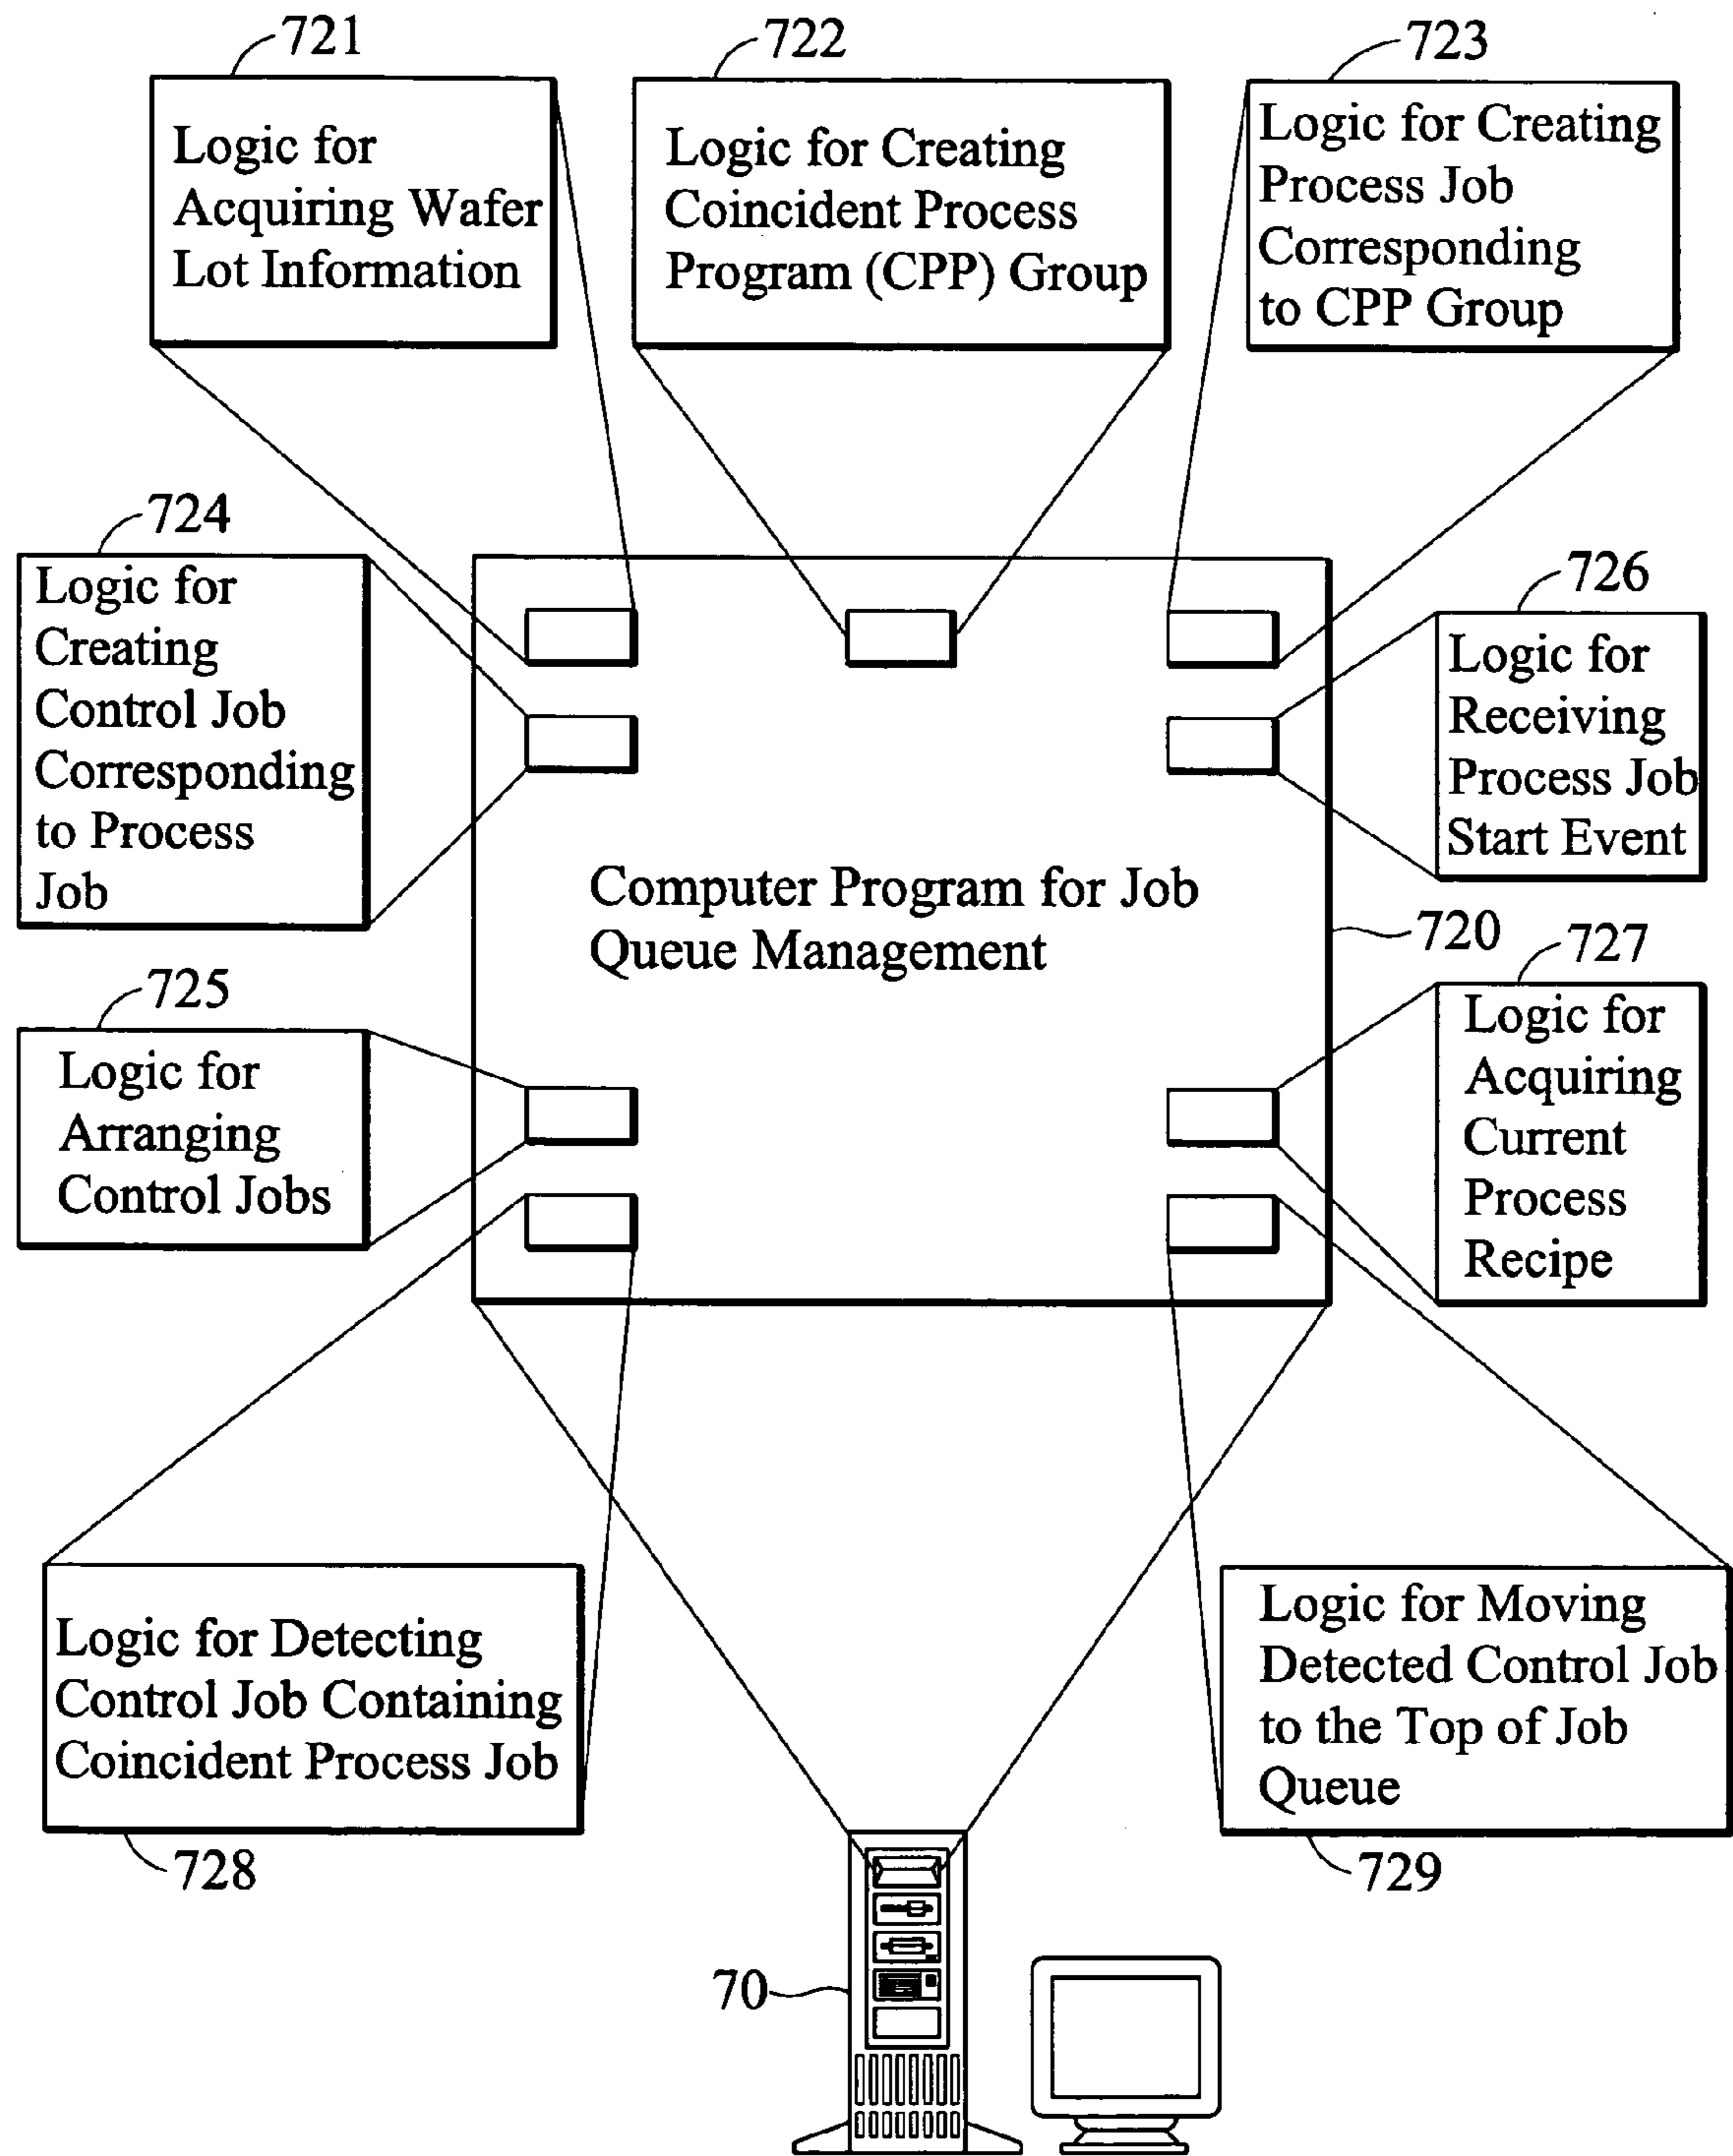 721
Logic for
Acquiring Wafer
Lot Information
722
Logic for Creating
Coincident Process
Program (CPP) Group
723
Logic for Creating
Process Job
Corresponding
to CPP Group
724
Logic for
Creating
Control Job
Corresponding
to Process
Job
726
Logic for
Receiving
Process Job
Start Event
Computer Program for Job
Queue Management
720
725
Logic for
Arranging
Control Jobs
727
Logic for
Acquiring
Current
Process
Recipe
Logic for Detecting
Control Job Containing
Coincident Process Job
728
Logic for Moving
Detected Control Job
to the Top of Job
Queue
729
70